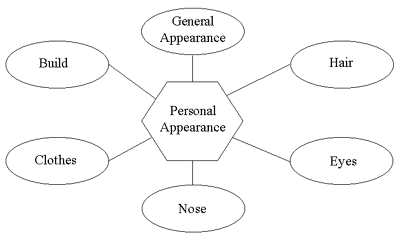 General
Appearance
Build
Hair
Personal
Appearance
Clothes
Eyes
Nose